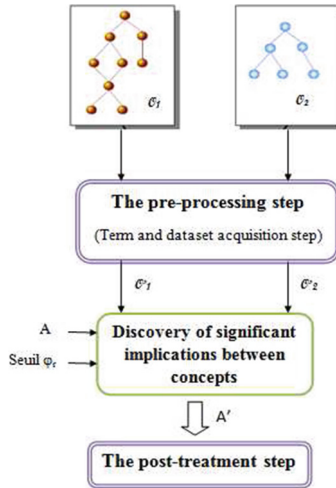 𝒪₁
𝒪₂
The pre-processing step
(Term and dataset acquisition step)
𝒪'₁
𝒪'₂
A
Discovery of significant
implications between
concepts
Seuil φᵣ
A'
The post-treatment step